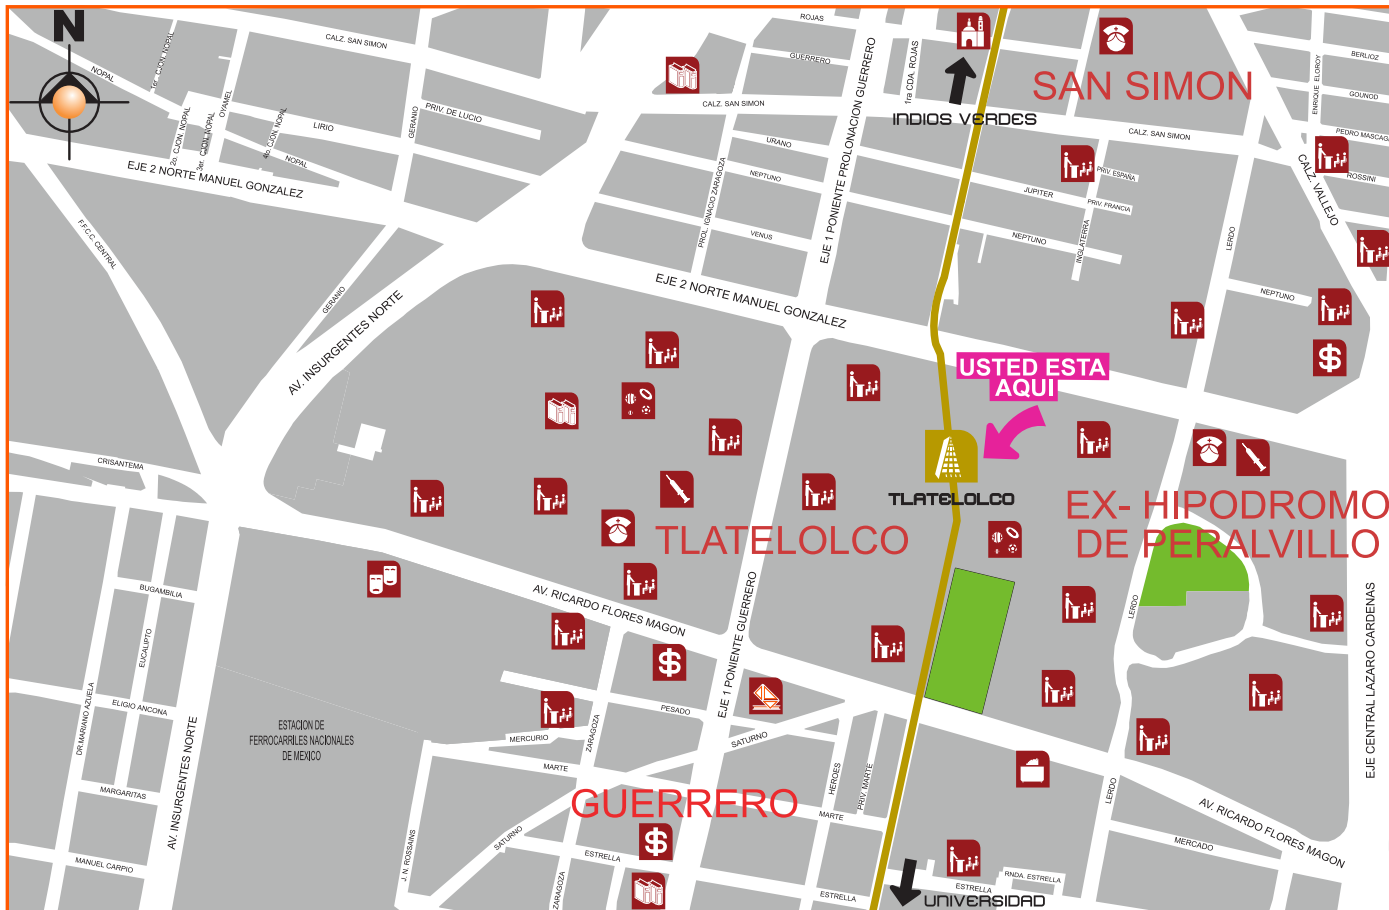 N
ROJAS
GUERRERO
CALZ. SAN SIMON
1er. CJON. NOPAL
NOPAL
OYAMEL
2o. CJON. NOPAL
3er. CJON. NOPAL
4o. CJON. NOPAL
LIRIO
NOPAL
GERANIO
PRIV. DE LUCIO
EJE 2 NORTE MANUEL GONZALEZ
CALZ. SAN SIMON
EJE 1 PONIENTE PROLONACION GUERRERO
1ra CDA. ROJAS
INDIOS VERDES
SAN SIMON
BERLIOZ
ENRIQUE ELGROY
GOUNOD
PEDRO MASCAG
ROSSINI
CALZ. SAN SIMON
CALZ. VALLEJO
URANO
NEPTUNO
PROL. IGNACIO ZARAGOZA
VENUS
JUPITER
PRIV. ESPAÑA
PRIV. FRANCIA
NEPTUNO
INGLATERRA
LERDO
NEPTUNO
F.F.C.C. CENTRAL
GERANIO
AV. INSURGENTES NORTE
EJE 2 NORTE MANUEL GONZALEZ
USTED ESTA
AQUI
TLATELOLCO
EX- HIPODROMO
DE PERALVILLO
TLATELOLCO
CRISANTEMA
BUGAMBILIA
EUCALIPTO
ELIGIO ANCONA
DR.MARIANO AZUELA
MARGARITAS
MANUEL CARPIO
AV. INSURGENTES NORTE
ESTACION DE
FERROCARRILES NACIONALES
DE MEXICO
AV. RICARDO FLORES MAGON
EJE 1 PONIENTE GUERRERO
LERDO
EJE CENTRAL LAZARO CARDENAS
PESADO
ZARAGOZA
MERCURIO
MARTE
SATURNO
HEROES
PRIV. MARTE
MARTE
GUERRERO
J. N. ROSSAINS
SATURNO
ESTRELLA
ZARAGOZA
ESTRELLA
LERDO
MERCADO
AV. RICARDO FLORES MAGON
RNDA. ESTRELLA
ESTRELLA
UNIVERSIDAD